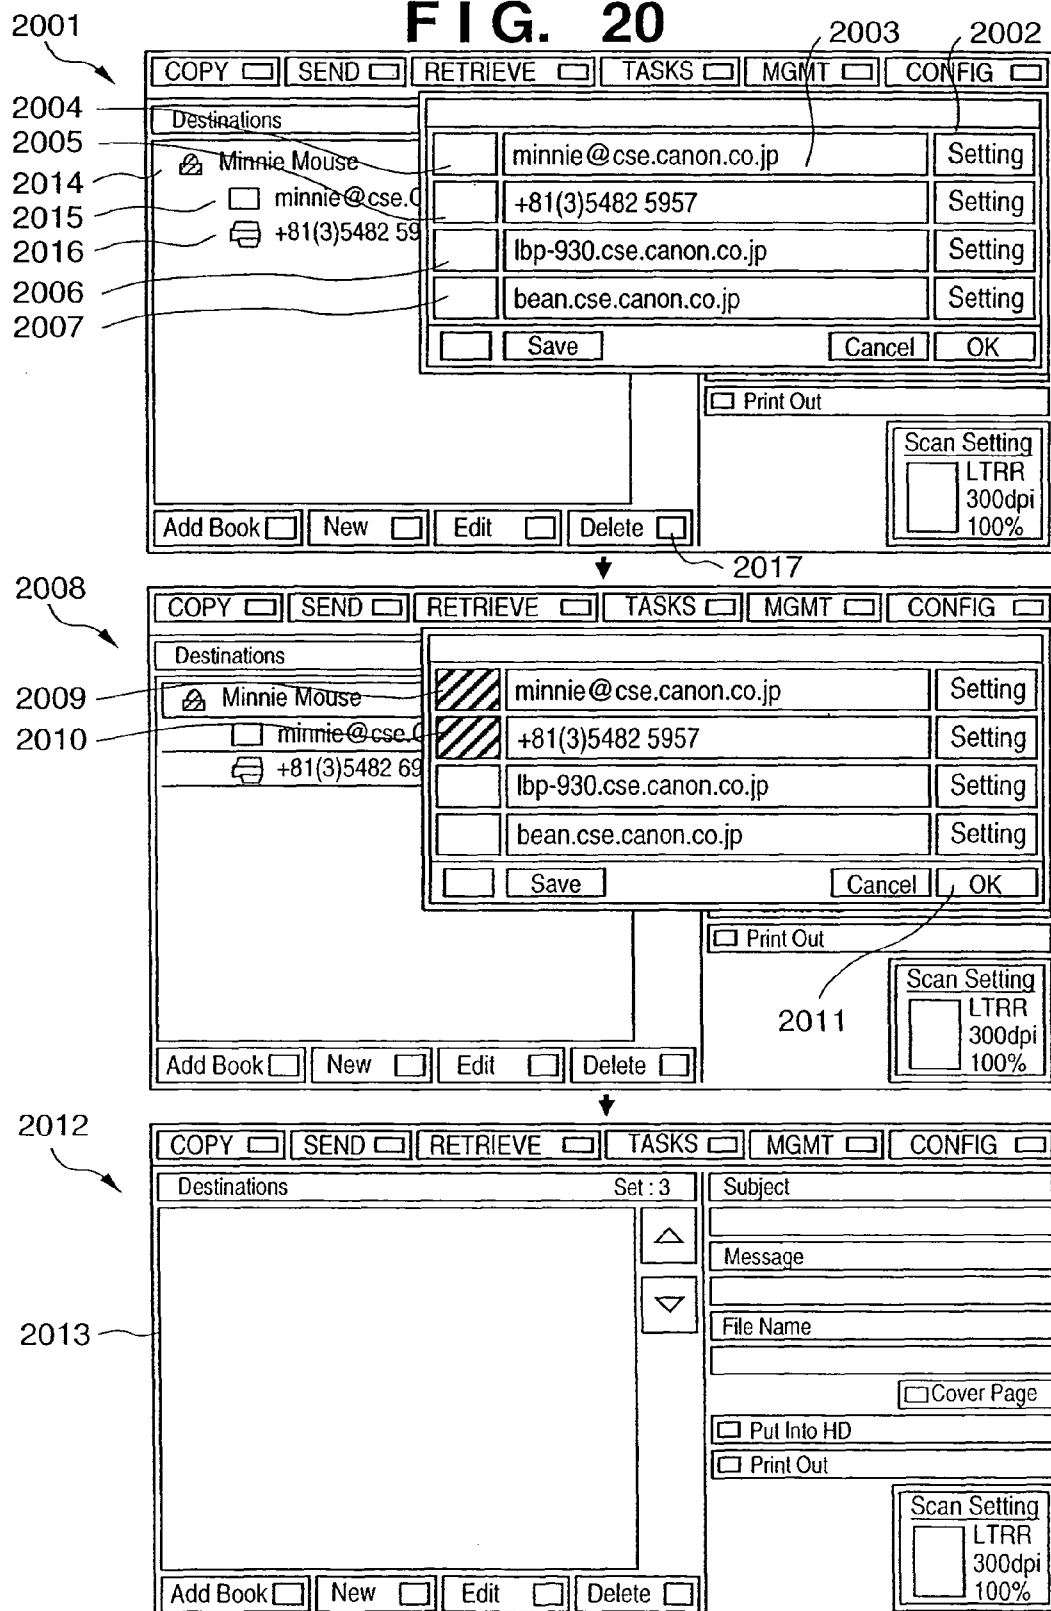 FIG. 20
2001
2003
2002
COPY SEND RETRIEVE TASKS MGMT CONFIG
2004
Destinations
2005
Minnie Mouse
minnie@cse.canon.co.jp Setting
2014
2015
minnie@cse.C
+81(3)5482 5957 Setting
2016
+81(3)5482 59
lbp-930.cse.canon.co.jp Setting
2006
bean.cse.canon.co.jp Setting
2007
Save Cancel OK
Print Out
Scan Setting
LTRR
300dpi
100%
Add Book New Edit Delete
2017
2008
COPY SEND RETRIEVE TASKS MGMT CONFIG
Destinations
2009
Minnie Mouse
minnie@cse.canon.co.jp Setting
2010
minnie@cse.C
+81(3)5482 5957 Setting
+81(3)5482 69
lbp-930.cse.canon.co.jp Setting
bean.cse.canon.co.jp Setting
Save Cancel OK
Print Out
2011
Scan Setting
LTRR
300dpi
100%
Add Book New Edit Delete
2012
COPY SEND RETRIEVE TASKS MGMT CONFIG
Destinations Set : 3
Subject
Message
2013
File Name
Cover Page
Put Into HD
Print Out
Scan Setting
LTRR
300dpi
100%
Add Book New Edit Delete